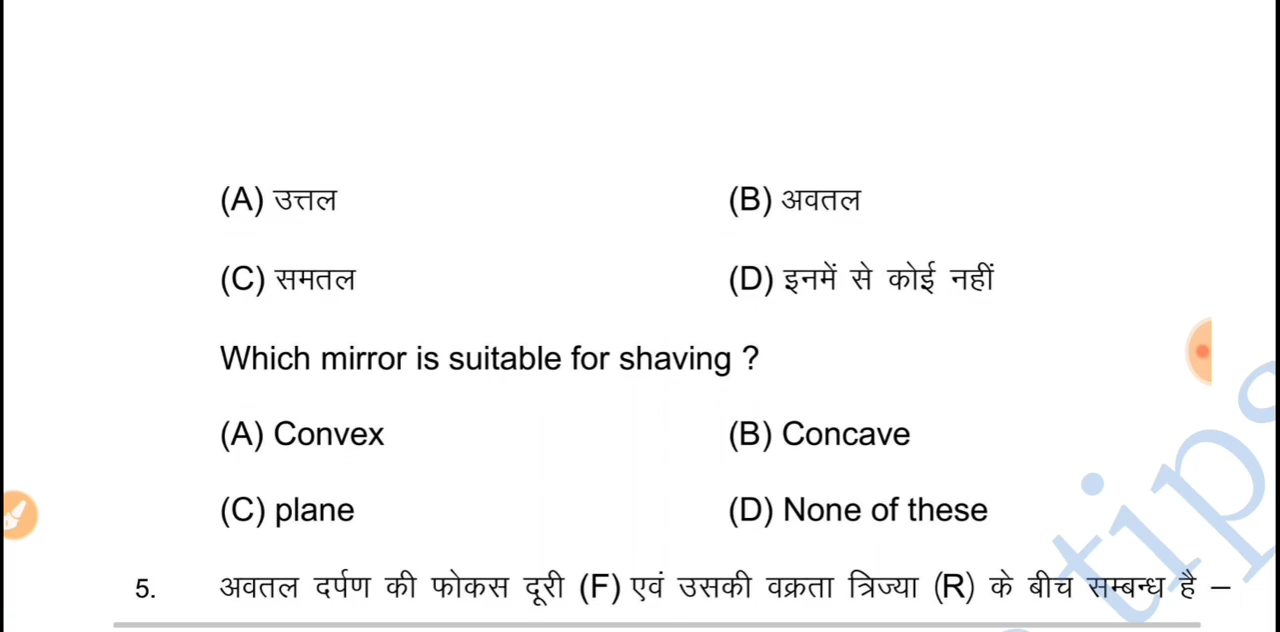 (A) उत्तल (B) अवतल
(C) समतल (D) इनमें से कोई नहीं
Which mirror is suitable for shaving ?
(A) Convex (B) Concave
(C) plane (D) None of these
5. अवतल दर्पण की फोकस दूरी (F) एवं उसकी वक्रता त्रिज्या (R) के बीच सम्बन्ध है –
tips